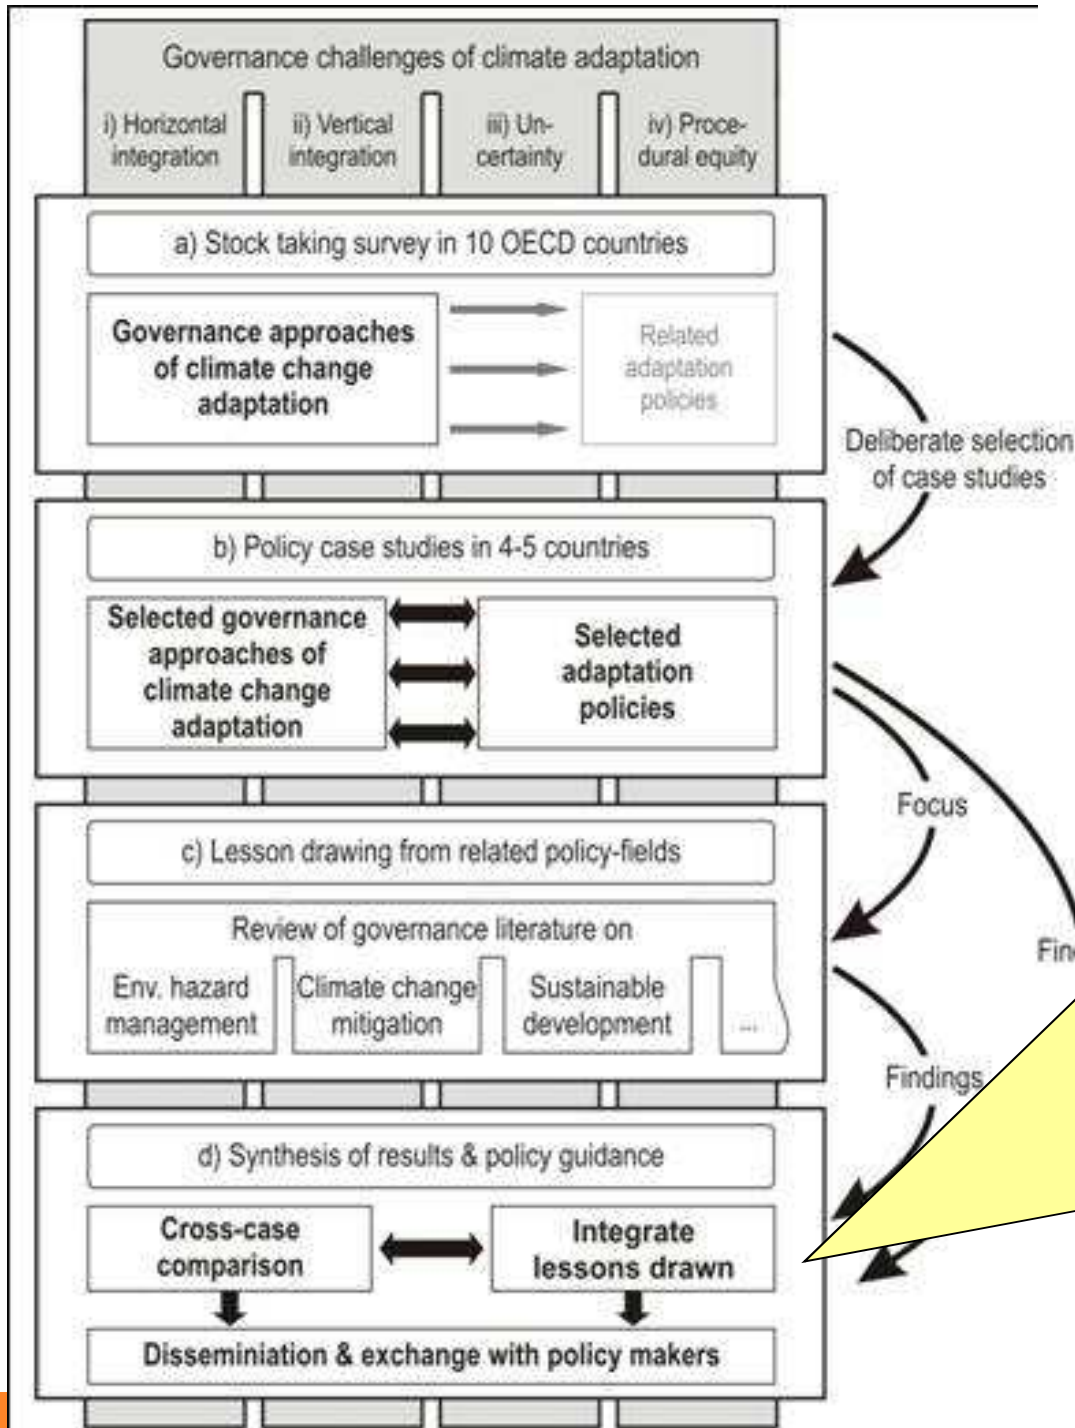 Governance challenges of climate adaptation
i) Horizontal
integration
ii) Vertical
integration
iii) Un-
certainty
iv) Proce-
dural equity
a) Stock taking survey in 10 OECD countries
Governance approaches
of climate change
adaptation
Related
adaptation
policies
Deliberate selection
of case studies
b) Policy case studies in 4-5 countries
Selected governance
approaches of
climate change
adaptation
Selected
adaptation
policies
Focus
c) Lesson drawing from related policy-fields
Review of governance literature on
Env. hazard
management
Climate change
mitigation
Sustainable
development
...
Findings
d) Synthesis of results & policy guidance
Cross-case
comparison
Integrate
lessons drawn
Disseminiation & exchange with policy makers